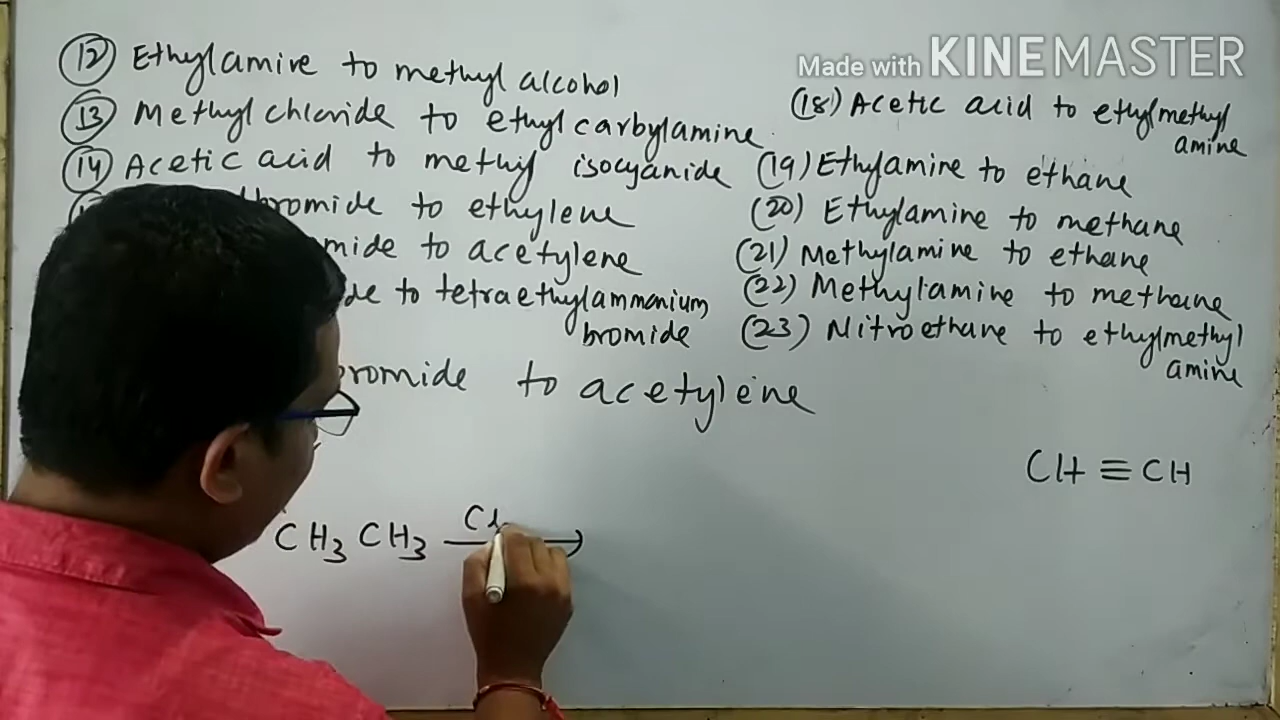 (12) Ethylamine to methyl alcohol
(13) Methyl chloride to ethyl carbylamine
(14) Acetic acid to methyl isocyanide
bromide to ethylene
mide to acetylene
de to tetraethylammonium
bromide
Made with KINEMASTER
(18) Acetic acid to ethylmethyl
amine
(19) Ethylamine to ethane
(20) Ethylamine to methane
(21) Methylamine to ethane
(22) Methylamine to methane
(23) Nitroethane to ethylmethyl
amine
bromide to acetylene
CH≡CH
CH3 CH3